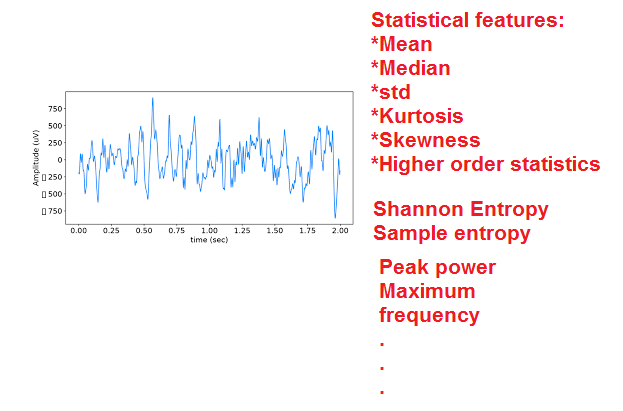 Statistical features:
*Mean
*Median
*std
*Kurtosis
*Skewness
*Higher order statistics
Shannon Entropy
Sample entropy
Peak power
Maximum
frequency
.
.
.
Amplitude (uV)
750
500
250
0
▯ 250
▯ 500
▯ 750
0.00 0.25 0.50 0.75 1.00 1.25 1.50 1.75 2.00
time (sec)